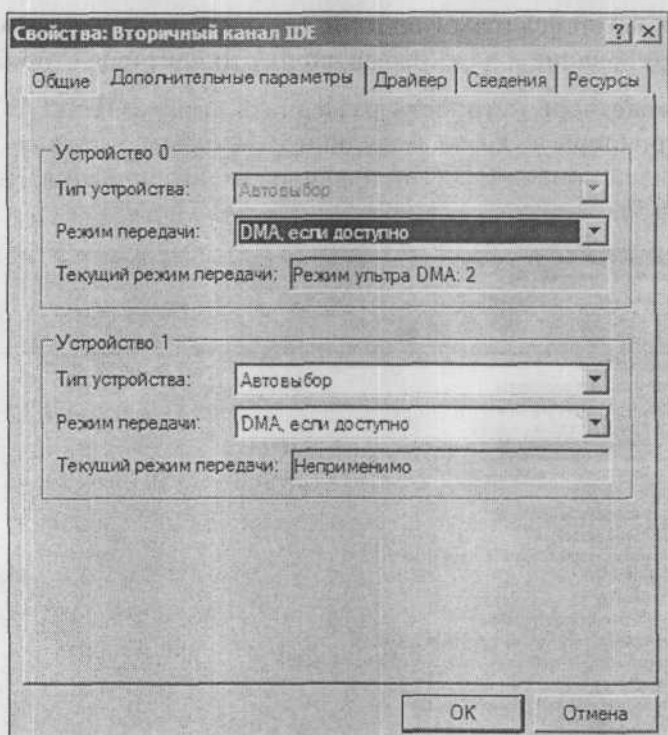 Свойства: Вторичный канал IDE
Общие Дополнительные параметры Драйвер Сведения Ресурсы
Устройство 0
Тип устройства: Автовыбор
Режим передачи: DMA, если доступно
Текущий режим передачи: Режим ультра DMA: 2
Устройство 1
Тип устройства: Автовыбор
Режим передачи: DMA, если доступно
Текущий режим передачи: Неприменимо
OK Отмена